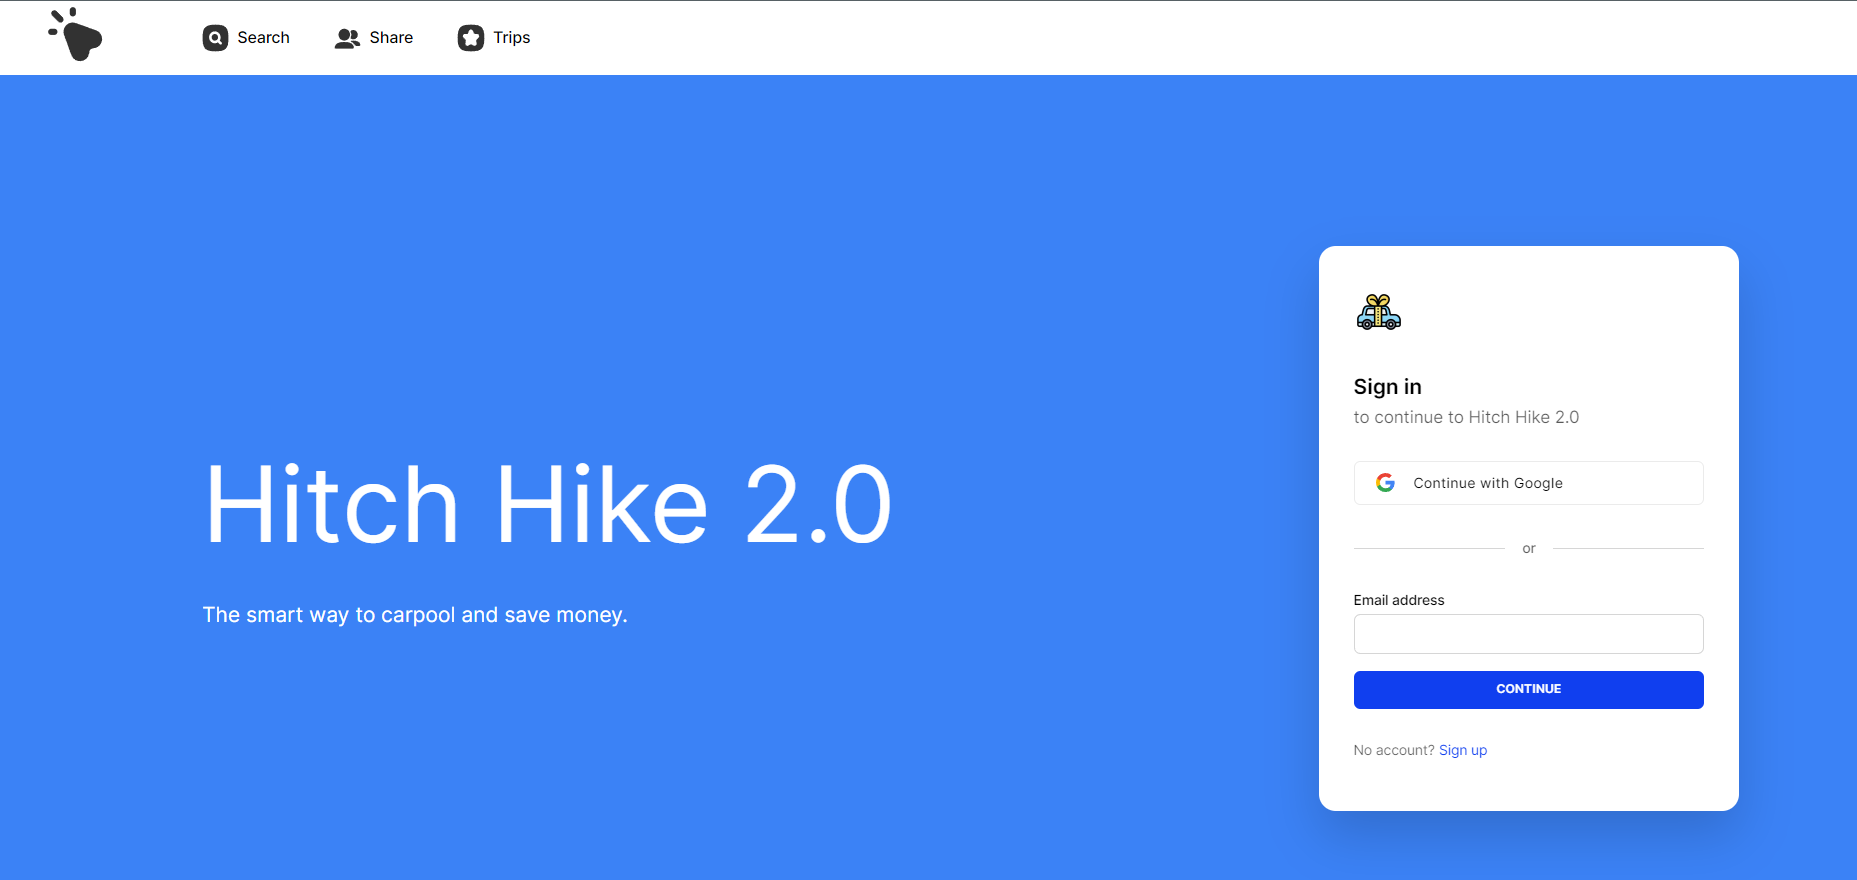 Search
Share
Trips
Hitch Hike 2.0
The smart way to carpool and save money.
Sign in
to continue to Hitch Hike 2.0
Continue with Google
or
Email address
CONTINUE
No account? Sign up